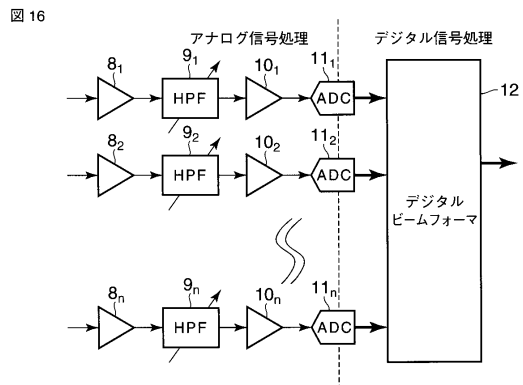 図 16
アナログ信号処理 デジタル信号処理
8₁ 9₁ 10₁ 11₁ 12
HPF ADC
8₂ 9₂ 10₂ 11₂
HPF ADC
デジタル
ビームフォーマ
8n 9n 10n 11n
HPF ADC